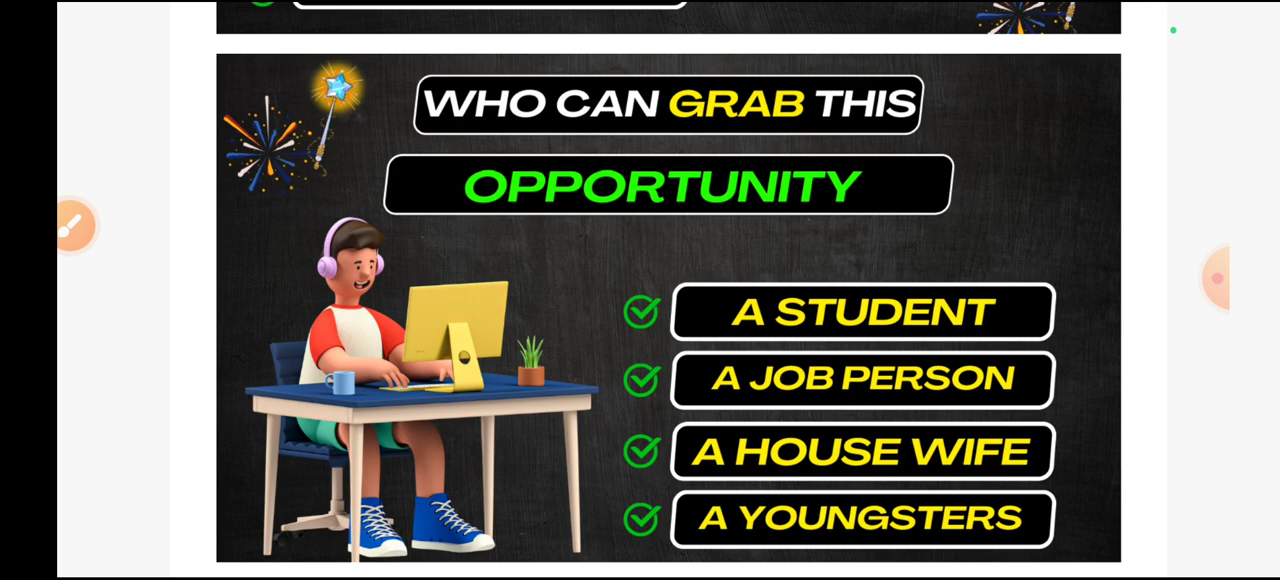 WHO CAN GRAB THIS
OPPORTUNITY
A STUDENT
A JOB PERSON
A HOUSE WIFE
A YOUNGSTERS